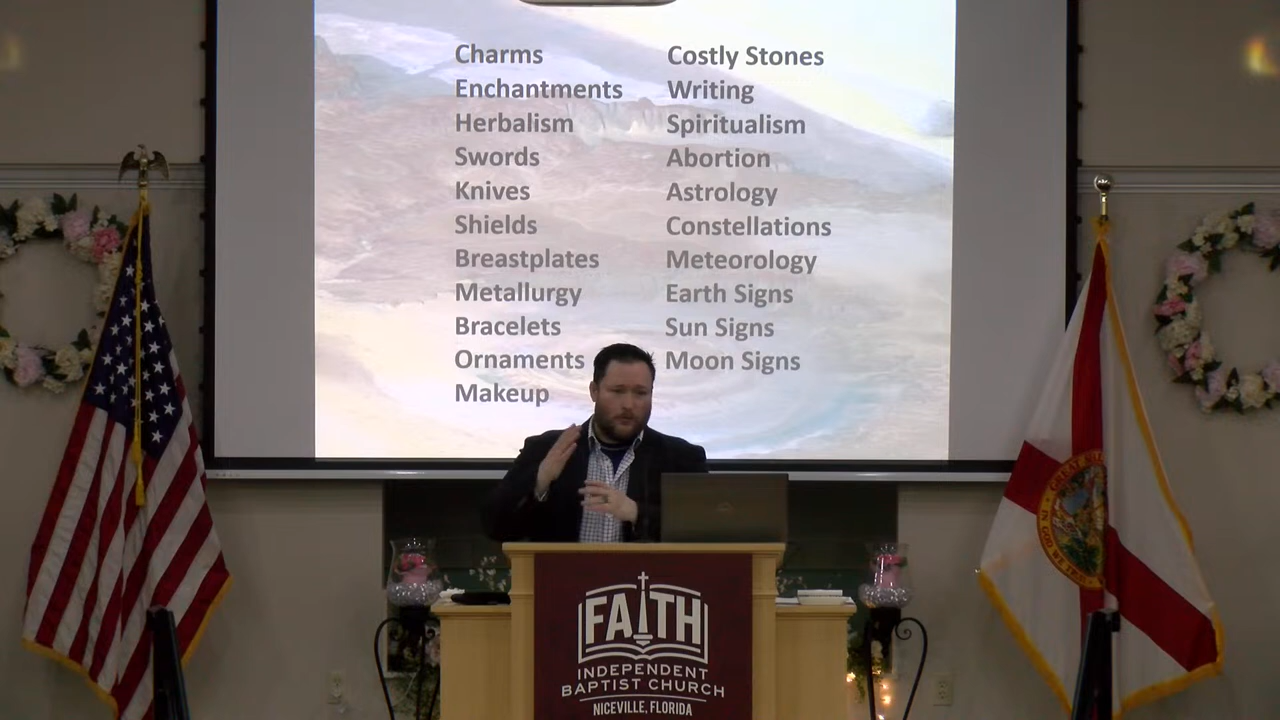 Charms
Enchantments
Herbalism
Swords
Knives
Shields
Breastplates
Metallurgy
Bracelets
Ornaments
Makeup
Costly Stones
Writing
Spiritualism
Abortion
Astrology
Constellations
Meteorology
Earth Signs
Sun Signs
Moon Signs
FAITH
INDEPENDENT
BAPTIST CHURCH
NICEVILLE, FLORIDA